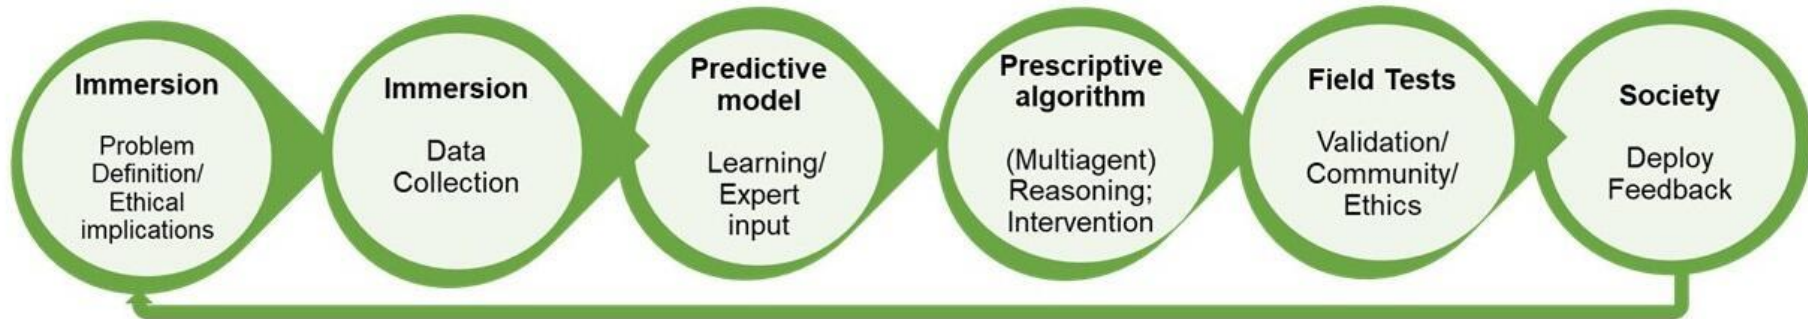 Immersion
Problem
Definition/
Ethical
implications
Immersion
Data
Collection
Predictive
model
Learning/
Expert
input
Prescriptive
algorithm
(Multiagent)
Reasoning;
Intervention
Field Tests
Validation/
Community/
Ethics
Society
Deploy
Feedback